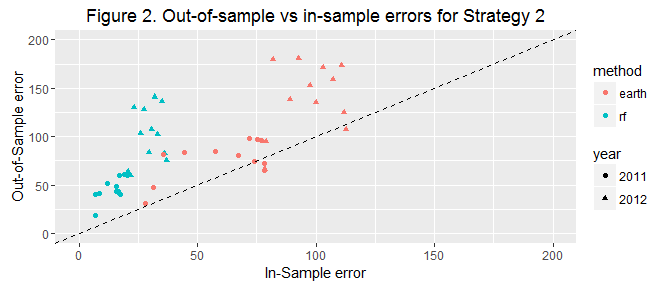 Figure 2. Out-of-sample vs in-sample errors for Strategy 2
200
150
100
50
0
Out-of-Sample error
0 50 100 150 200
In-Sample error
method
earth
rf
year
2011
2012